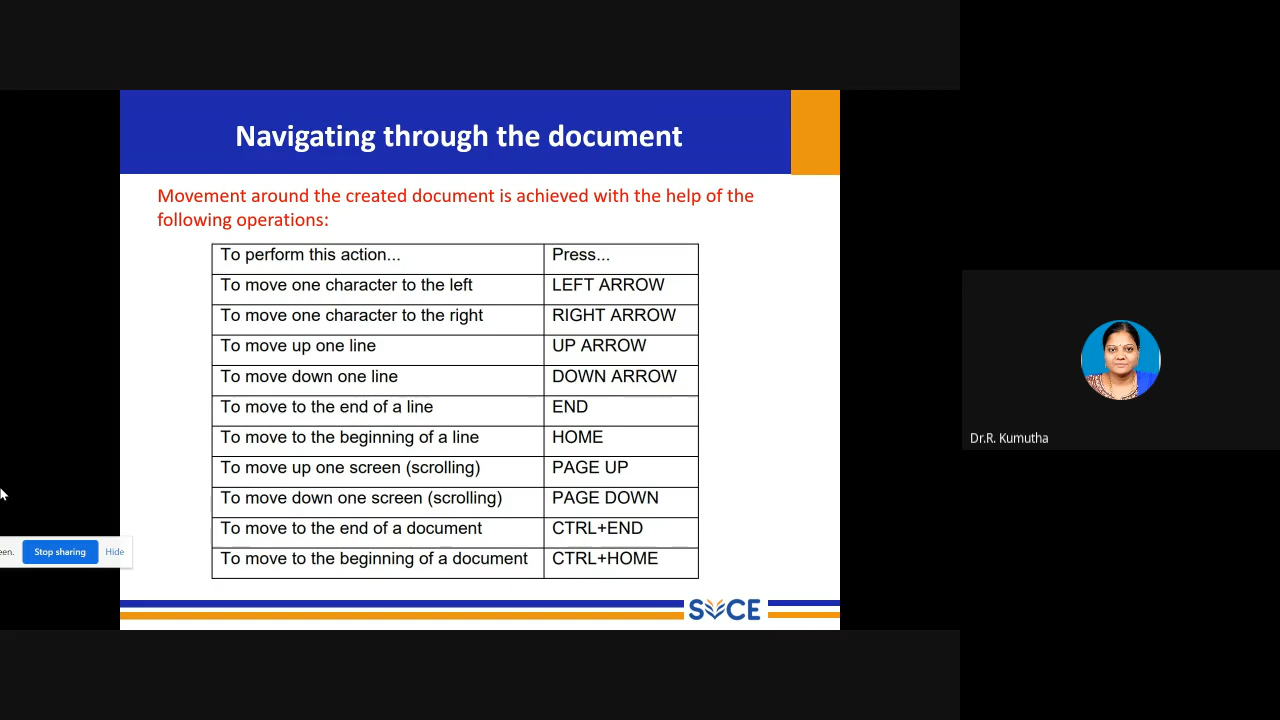 Navigating through the document
Movement around the created document is achieved with the help of the
following operations:
To perform this action... Press...
To move one character to the left LEFT ARROW
To move one character to the right RIGHT ARROW
To move up one line UP ARROW
To move down one line DOWN ARROW
To move to the end of a line END
To move to the beginning of a line HOME
To move up one screen (scrolling) PAGE UP
To move down one screen (scrolling) PAGE DOWN
To move to the end of a document CTRL+END
To move to the beginning of a document CTRL+HOME
SVCE
Dr.R. Kumutha
een. Stop sharing Hide